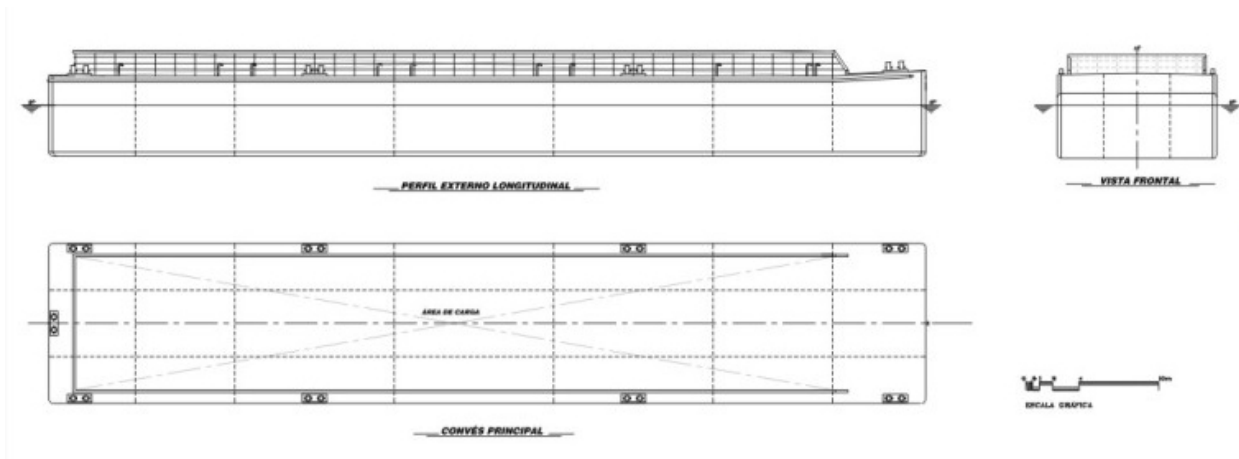 PERFIL EXTERNO LONGITUDINAL
VISTA FRONTAL
ÁREA DE CARGA
ESCALA GRÁFICA
CONVÉS PRINCIPAL